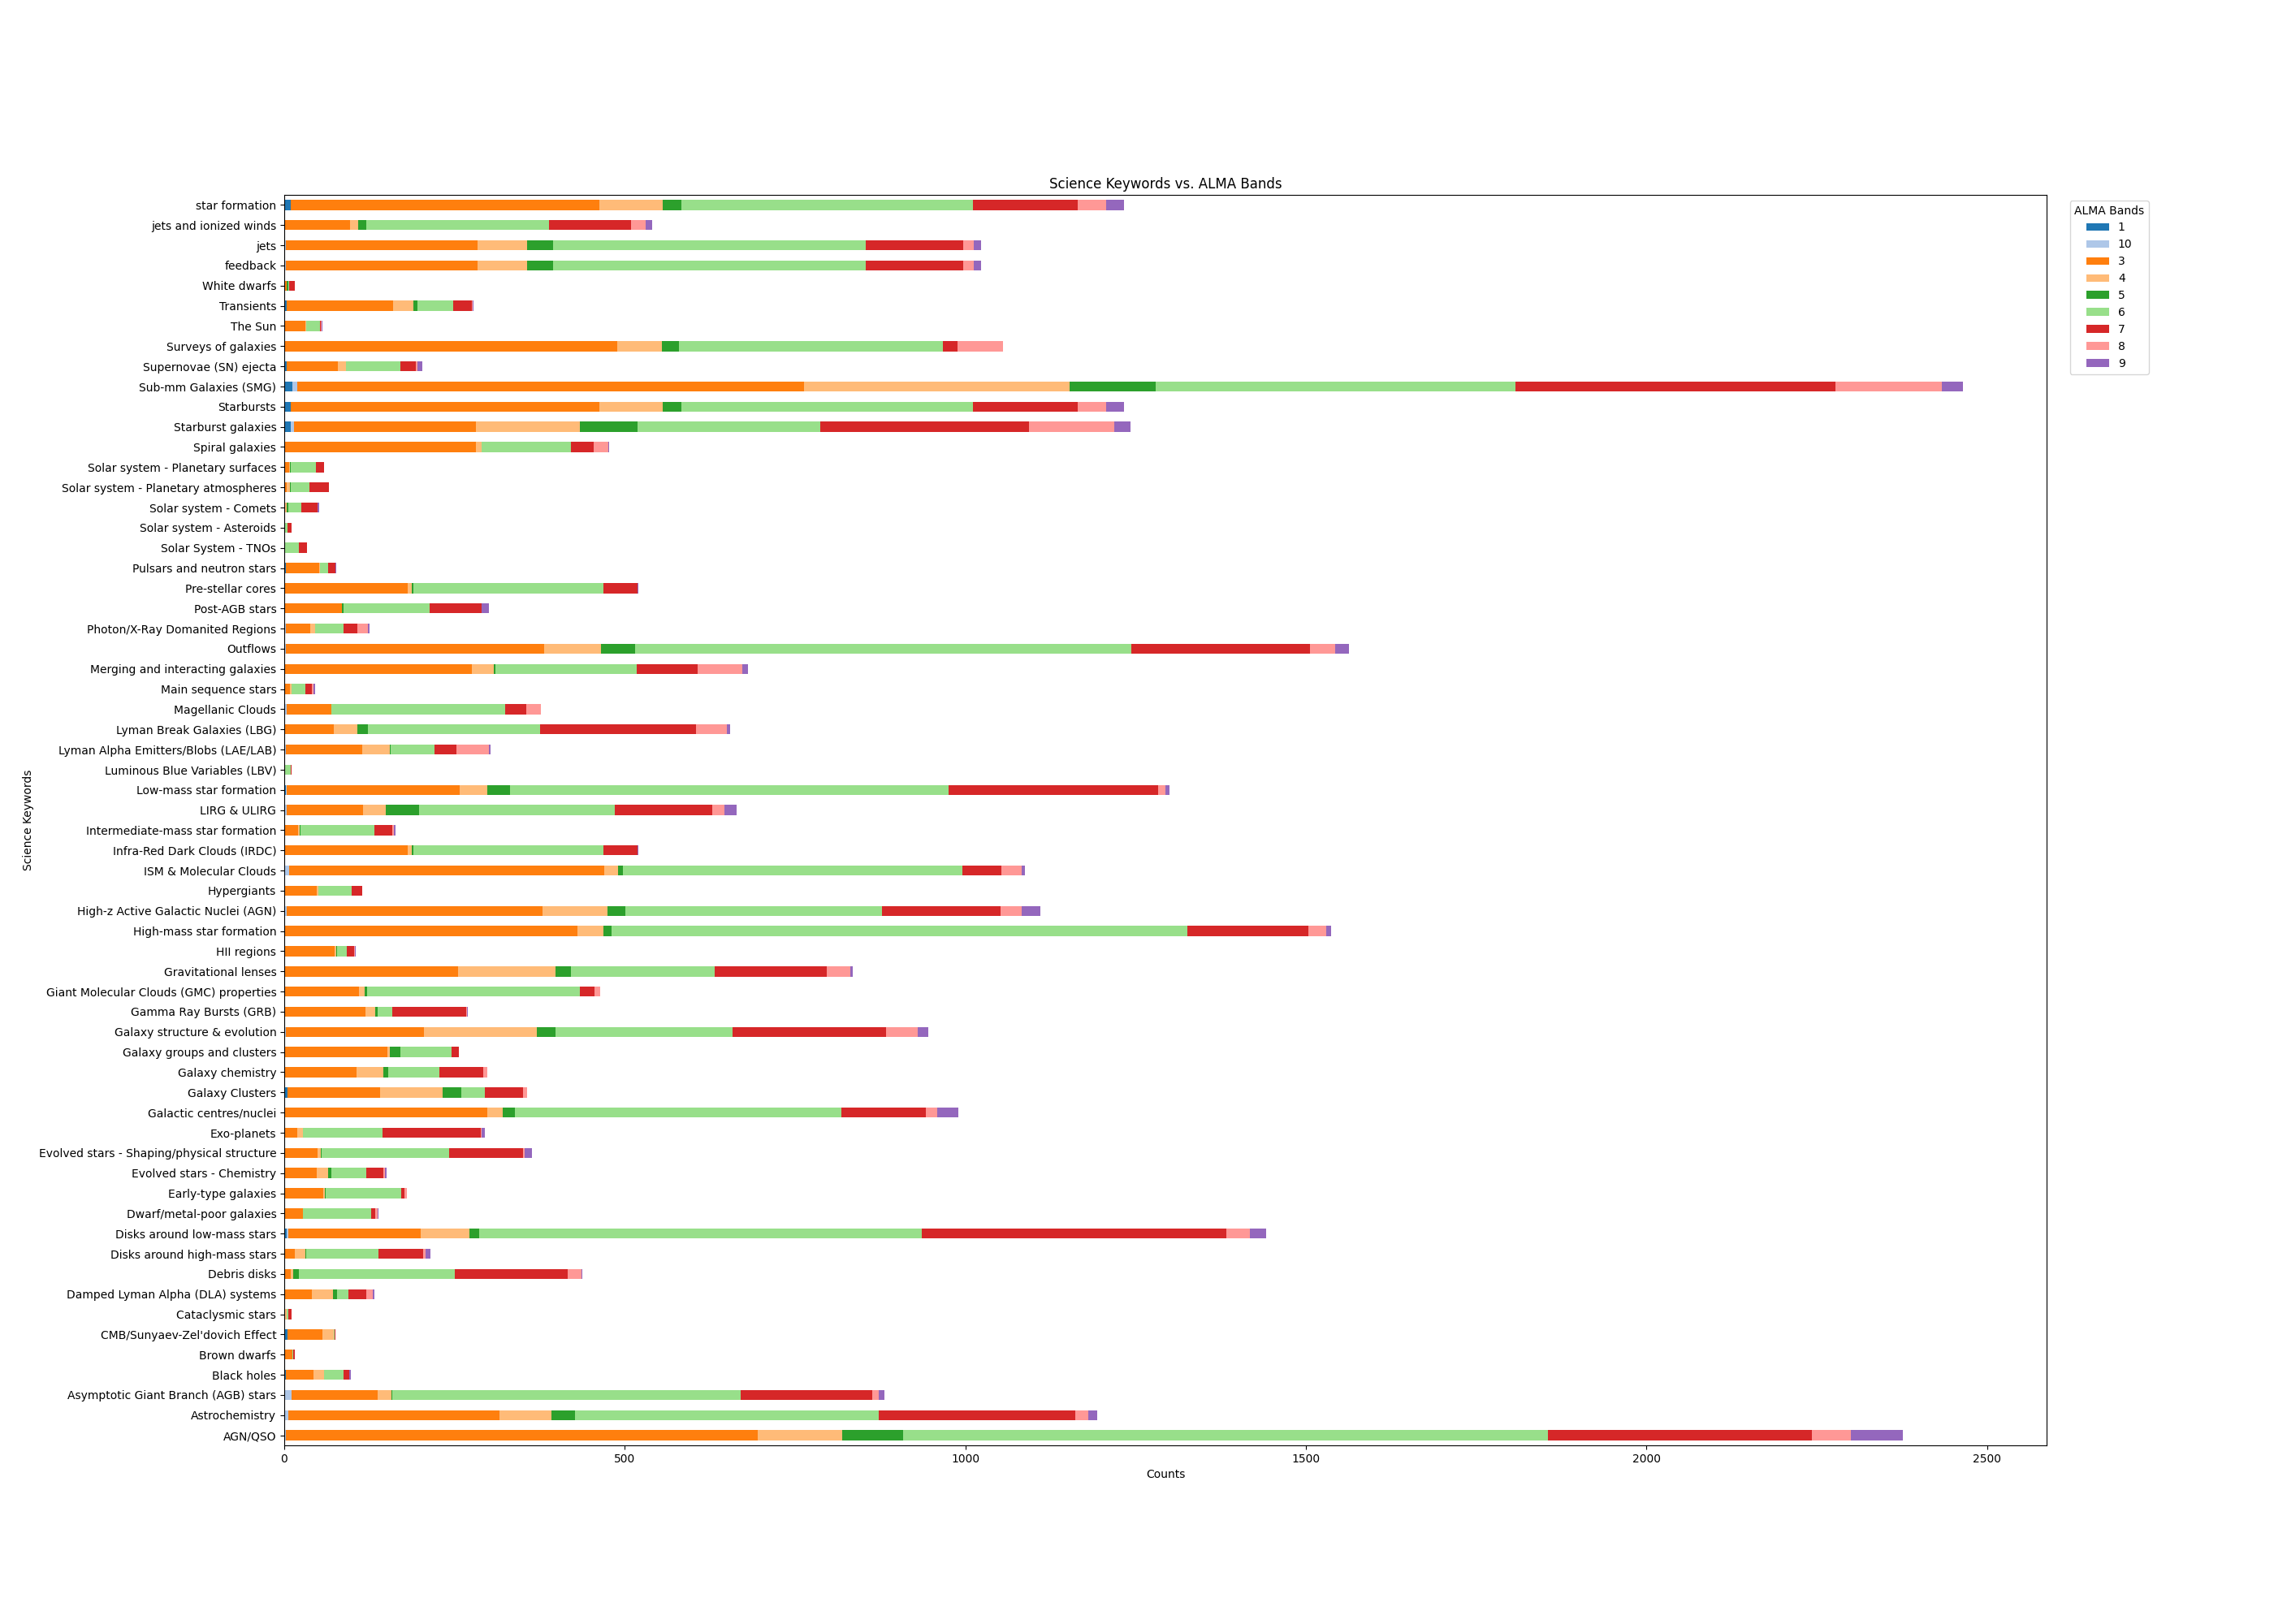 Science Keywords vs. ALMA Bands
star formation
jets and ionized winds
jets
feedback
White dwarfs
Transients
The Sun
Surveys of galaxies
Supernovae (SN) ejecta
Sub-mm Galaxies (SMG)
Starbursts
Starburst galaxies
Spiral galaxies
Solar system - Planetary surfaces
Solar system - Planetary atmospheres
Solar system - Comets
Solar system - Asteroids
Solar System - TNOs
Pulsars and neutron stars
Pre-stellar cores
Post-AGB stars
Photon/X-Ray Domanited Regions
Outflows
Merging and interacting galaxies
Main sequence stars
Magellanic Clouds
Lyman Break Galaxies (LBG)
Lyman Alpha Emitters/Blobs (LAE/LAB)
Luminous Blue Variables (LBV)
Low-mass star formation
LIRG & ULIRG
Intermediate-mass star formation
Infra-Red Dark Clouds (IRDC)
ISM & Molecular Clouds
Hypergiants
High-z Active Galactic Nuclei (AGN)
High-mass star formation
HII regions
Gravitational lenses
Giant Molecular Clouds (GMC) properties
Gamma Ray Bursts (GRB)
Galaxy structure & evolution
Galaxy groups and clusters
Galaxy chemistry
Galaxy Clusters
Galactic centres/nuclei
Exo-planets
Evolved stars - Shaping/physical structure
Evolved stars - Chemistry
Early-type galaxies
Dwarf/metal-poor galaxies
Disks around low-mass stars
Disks around high-mass stars
Debris disks
Damped Lyman Alpha (DLA) systems
Cataclysmic stars
CMB/Sunyaev-Zel'dovich Effect
Brown dwarfs
Black holes
Asymptotic Giant Branch (AGB) stars
Astrochemistry
AGN/QSO
Science Keywords
0 500 1000 1500 2000 2500
Counts
ALMA Bands
1
10
3
4
5
6
7
8
9